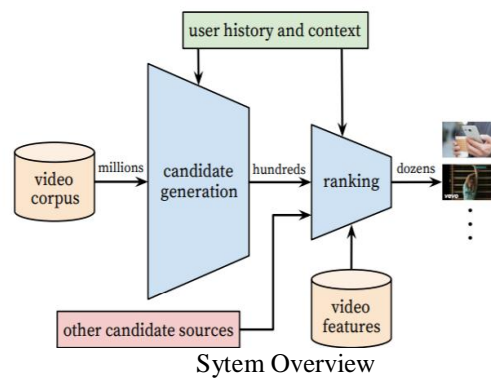 user history and context
video
corpus
millions
candidate
generation
hundreds
ranking
dozens
vevo
other candidate sources
video
features
Sytem Overview